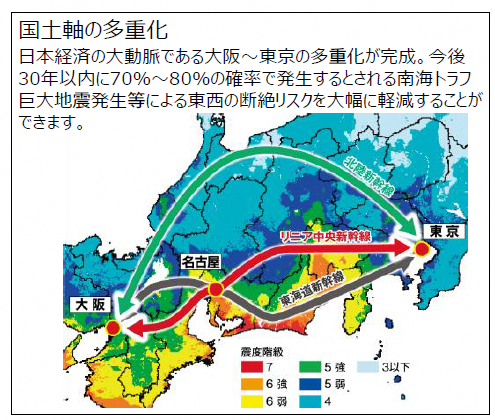 国土軸の多重化
日本経済の大動脈である大阪～東京の多重化が完成。今後
30年以内に70%～80%の確率で発生するとされる南海トラフ
巨大地震発生等による東西の断絶リスクを大幅に軽減することが
できます。
北陸新幹線
東京
リニア中央新幹線
名古屋
東海道新幹線
大阪
震度階級
7
5強
3以下
6強
5弱
6弱
4